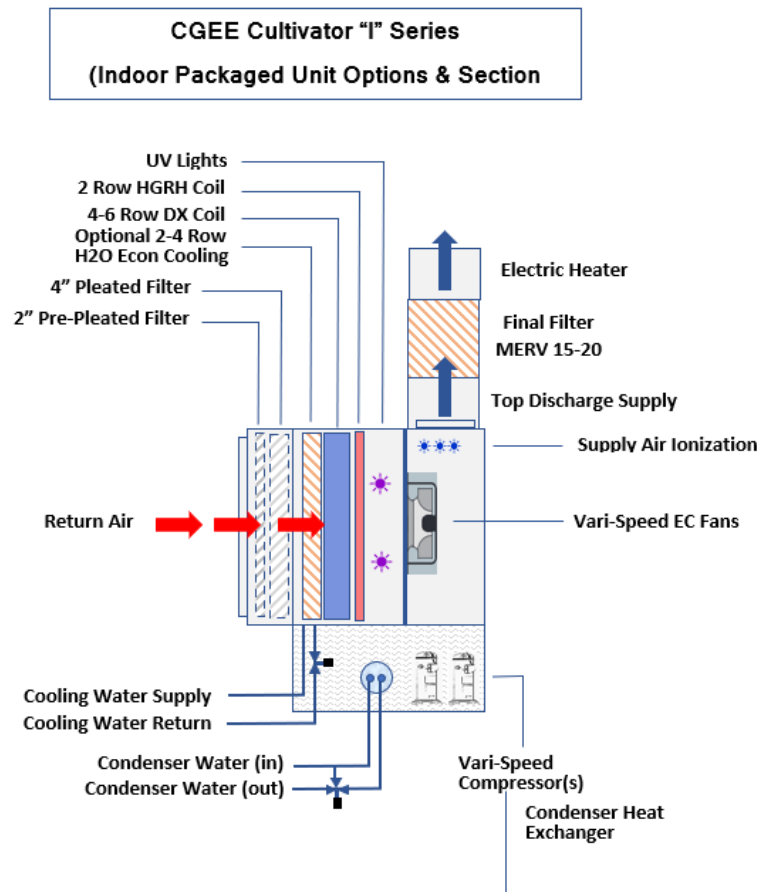 CGEE Cultivator “I” Series
(Indoor Packaged Unit Options & Section
UV Lights
2 Row HGRH Coil
4-6 Row DX Coil
Optional 2-4 Row
H2O Econ Cooling
4” Pleated Filter
2” Pre-Pleated Filter
Electric Heater
Final Filter
MERV 15-20
Top Discharge Supply
Supply Air Ionization
Return Air
Vari-Speed EC Fans
Cooling Water Supply
Cooling Water Return
Condenser Water (in)
Condenser Water (out)
Vari-Speed
Compressor(s)
Condenser Heat
Exchanger